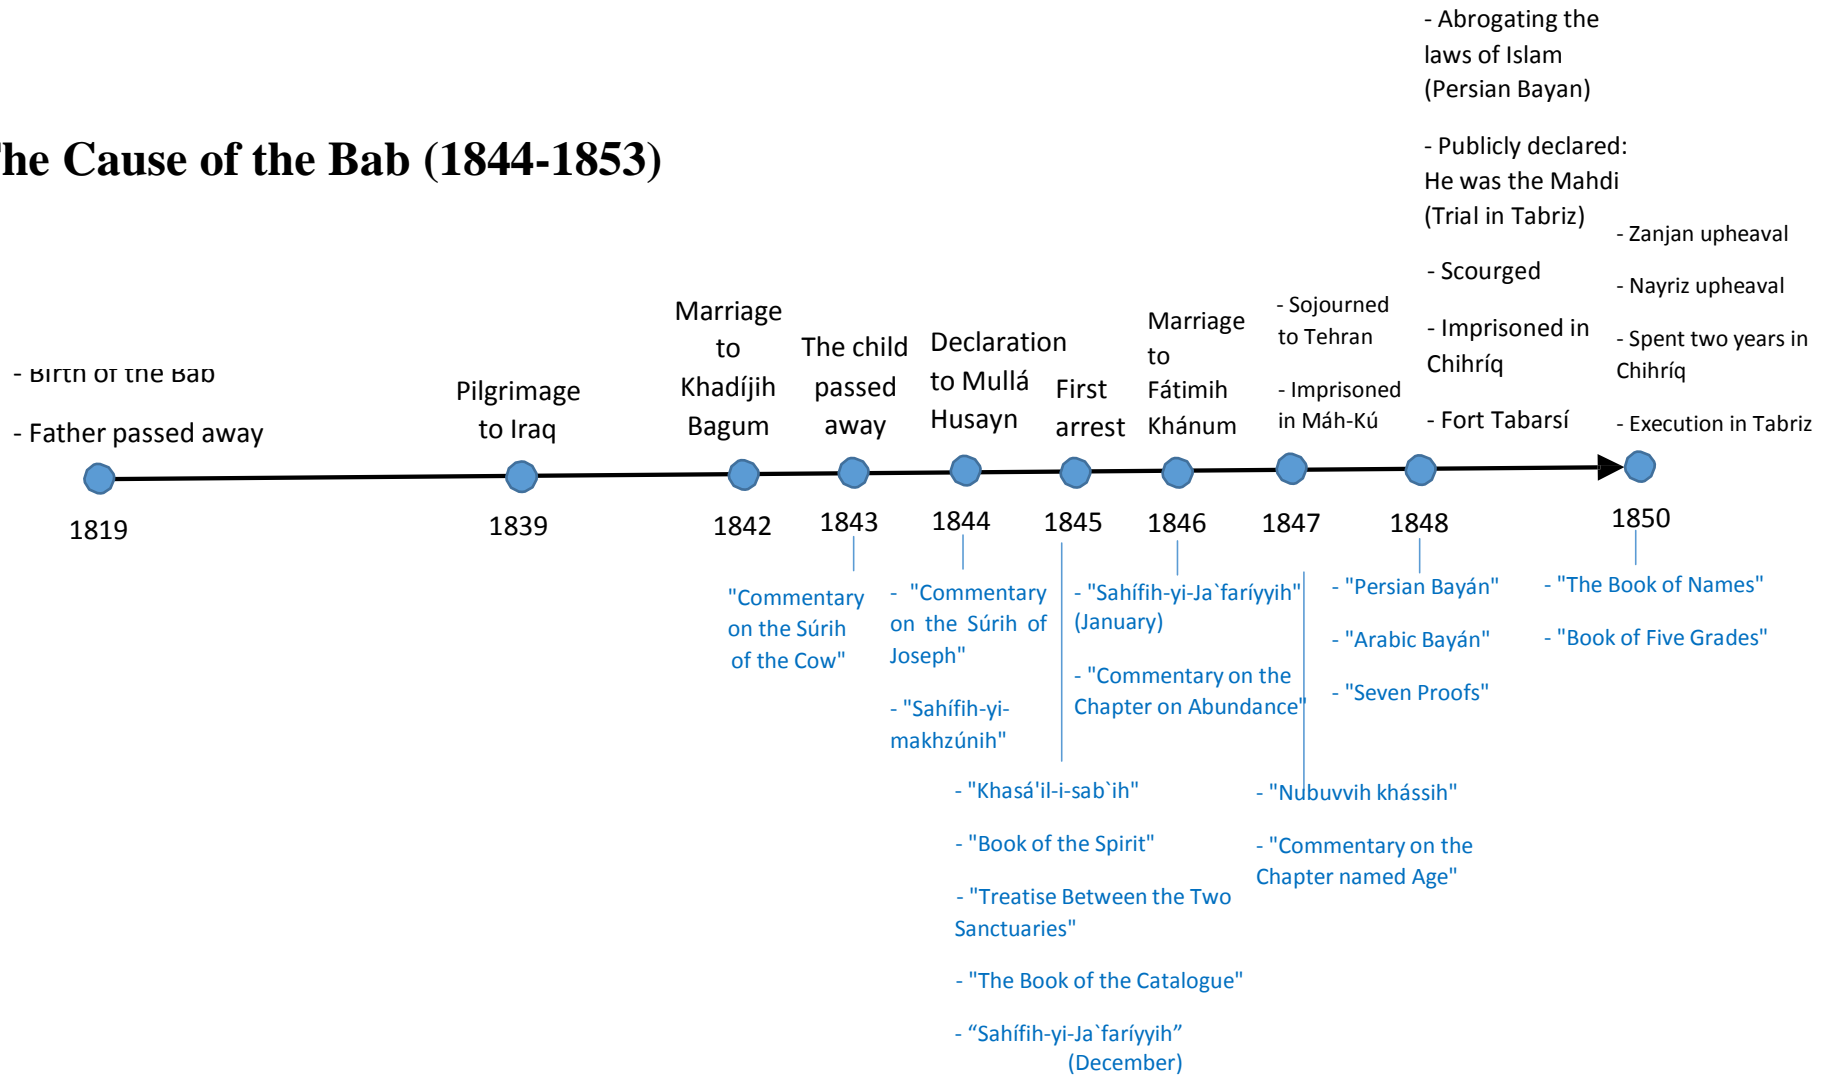 he Cause of the Bab (1844-1853)
- Birth of the Bab
- Father passed away
Pilgrimage
to Iraq
Marriage
to
Khadíjih
Bagum
The child
passed
away
Declaration
to Mullá
Husayn
First
arrest
Marriage
to
Fátimih
Khánum
- Sojourned
to Tehran
- Imprisoned
in Máh-Kú
- Abrogating the
laws of Islam
(Persian Bayan)
- Publicly declared:
He was the Mahdi
(Trial in Tabriz)
- Scourged
- Imprisoned in
Chihríq
- Fort Tabarsí
- Zanjan upheaval
- Nayriz upheaval
- Spent two years in
Chihríq
- Execution in Tabriz
1819
1839
1842
1843
1844
1845
1846
1847
1848
1850
"Commentary
on the Súrih
of the Cow"
- "Commentary
on the Súrih of
Joseph"
- "Sahífih-yi-
makhzúnih"
- "Khasá'il-i-sab`ih"
- "Book of the Spirit"
- "Treatise Between the Two
Sanctuaries"
- "The Book of the Catalogue"
- “Sahífih-yi-Ja`faríyyih”
(December)
- "Sahífih-yi-Ja`faríyyih"
(January)
- "Commentary on the
Chapter on Abundance"
- "Nubuvvih khássih"
- "Commentary on the
Chapter named Age"
- "Persian Bayán"
- "Arabic Bayán"
- "Seven Proofs"
- "The Book of Names"
- "Book of Five Grades"